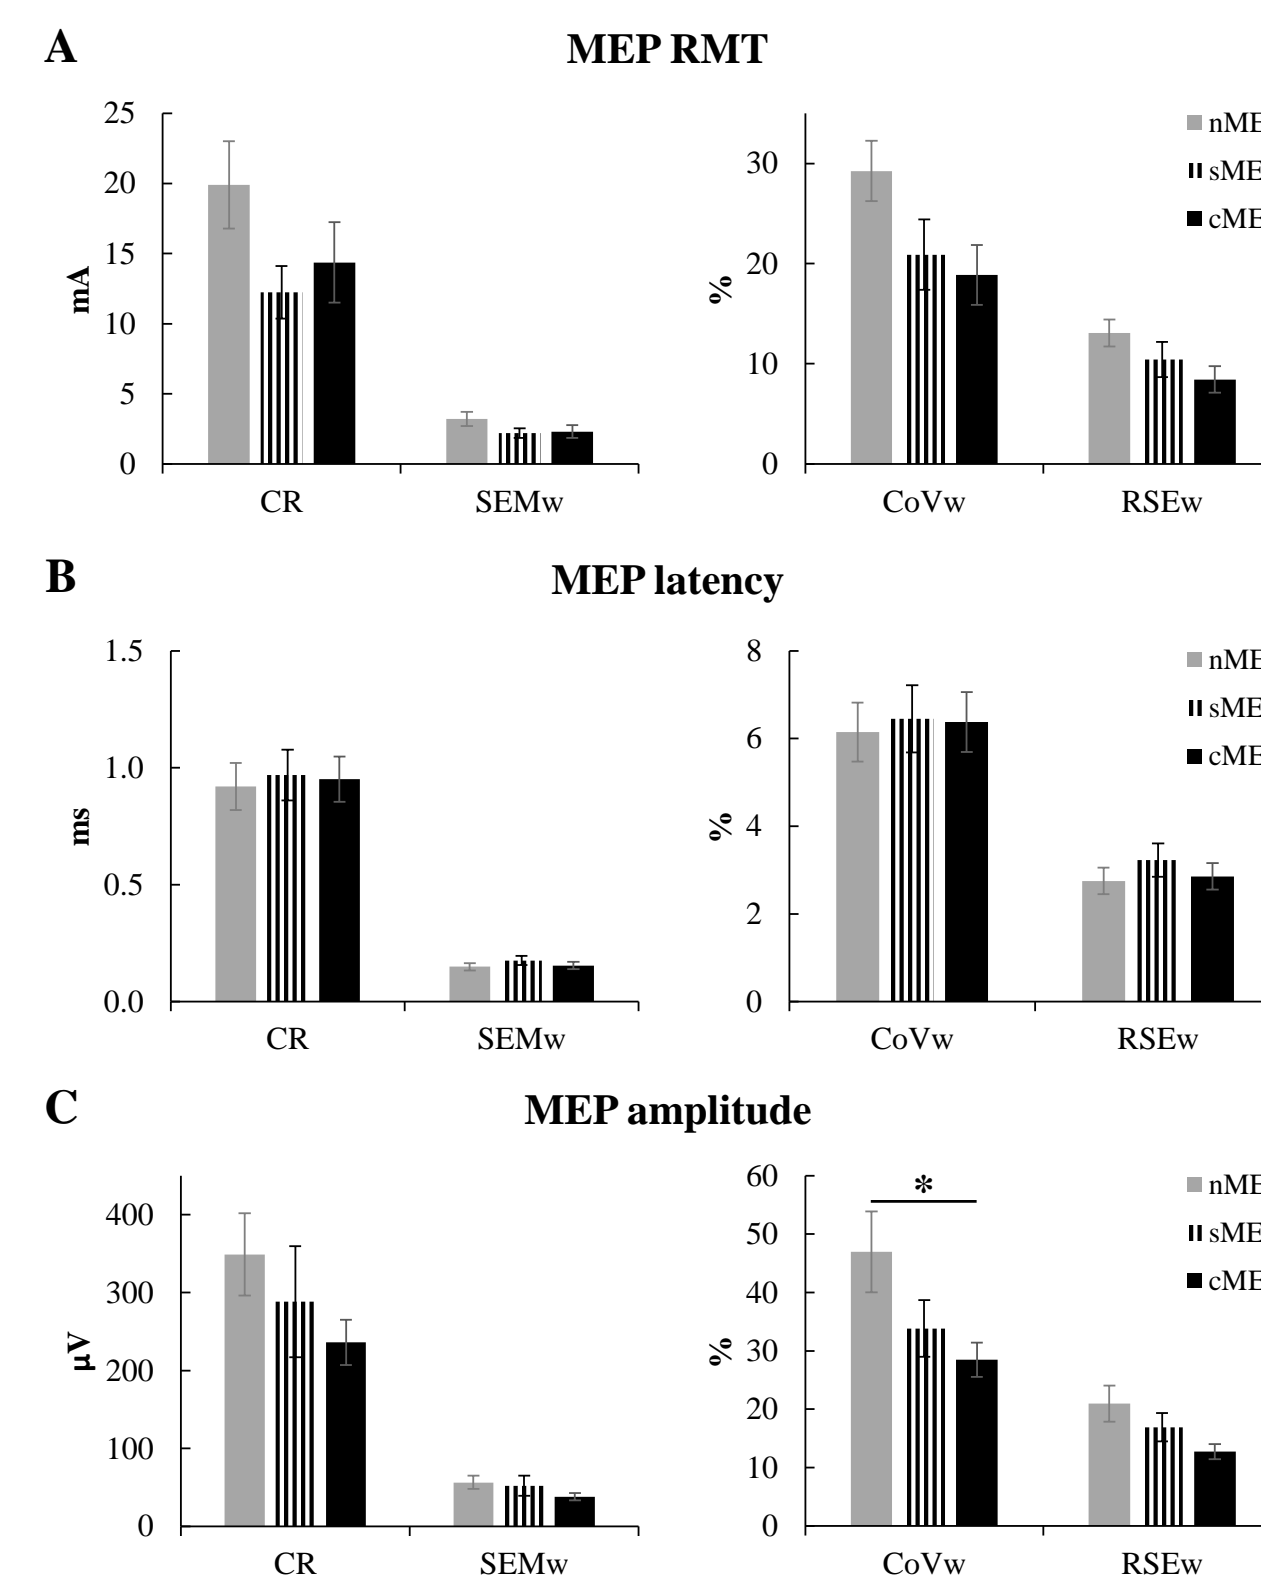 A
MEP RMT
25
20
15
10
5
0
mA
CR
SEMw
30
20
10
0
%
CoVw
RSEw
nME
sME
cME
B
MEP latency
1.5
1.0
0.5
0.0
ms
CR
SEMw
8
6
4
2
0
%
CoVw
RSEw
nME
sME
cME
C
MEP amplitude
400
300
200
100
0
µV
CR
SEMw
60
50
40
30
20
10
0
%
*
CoVw
RSEw
nME
sME
cME